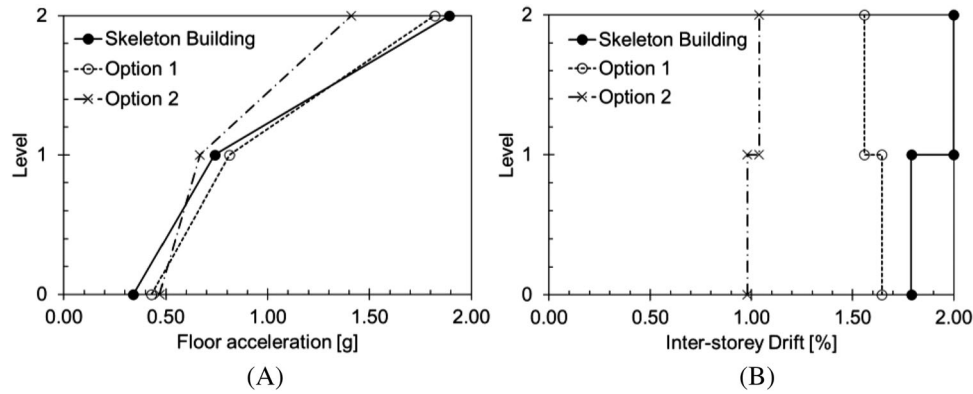 2
1
0
Level
0.00 0.50 1.00 1.50 2.00
Floor acceleration [g]
Skeleton Building
Option 1
Option 2
(A)
2
1
0
Level
0.00 0.50 1.00 1.50 2.00
Inter-storey Drift [%]
Skeleton Building
Option 1
Option 2
(B)